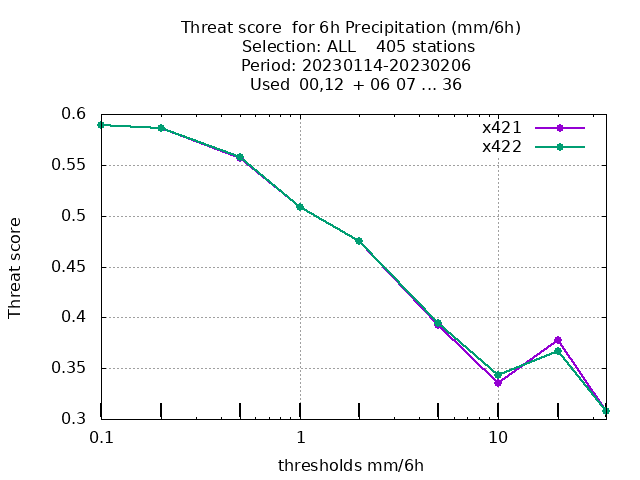 Threat score  for 6h Precipitation (mm/6h)
Selection: ALL    405 stations
Period: 20230114-20230206
Used  00,12  + 06 07 ... 36
x421
x422
0.6
0.55
0.5
0.45
0.4
0.35
0.3
Threat score
0.1
1
10
thresholds mm/6h